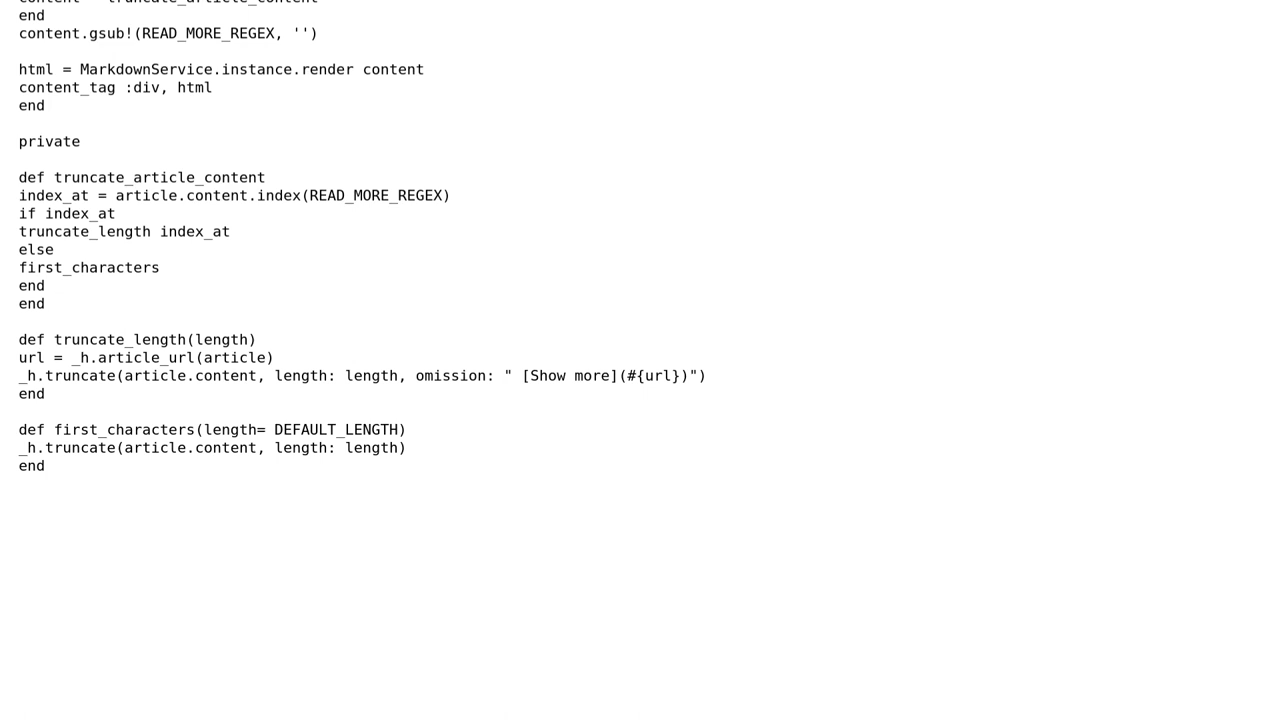 content = truncate_article_content
end
content.gsub!(READ_MORE_REGEX, '')

html = MarkdownService.instance.render content
content_tag :div, html
end

private

def truncate_article_content
index_at = article.content.index(READ_MORE_REGEX)
if index_at
truncate_length index_at
else
first_characters
end
end

def truncate_length(length)
url = _h.article_url(article)
_h.truncate(article.content, length: length, omission: " [Show more](#{url})")
end

def first_characters(length= DEFAULT_LENGTH)
_h.truncate(article.content, length: length)
end